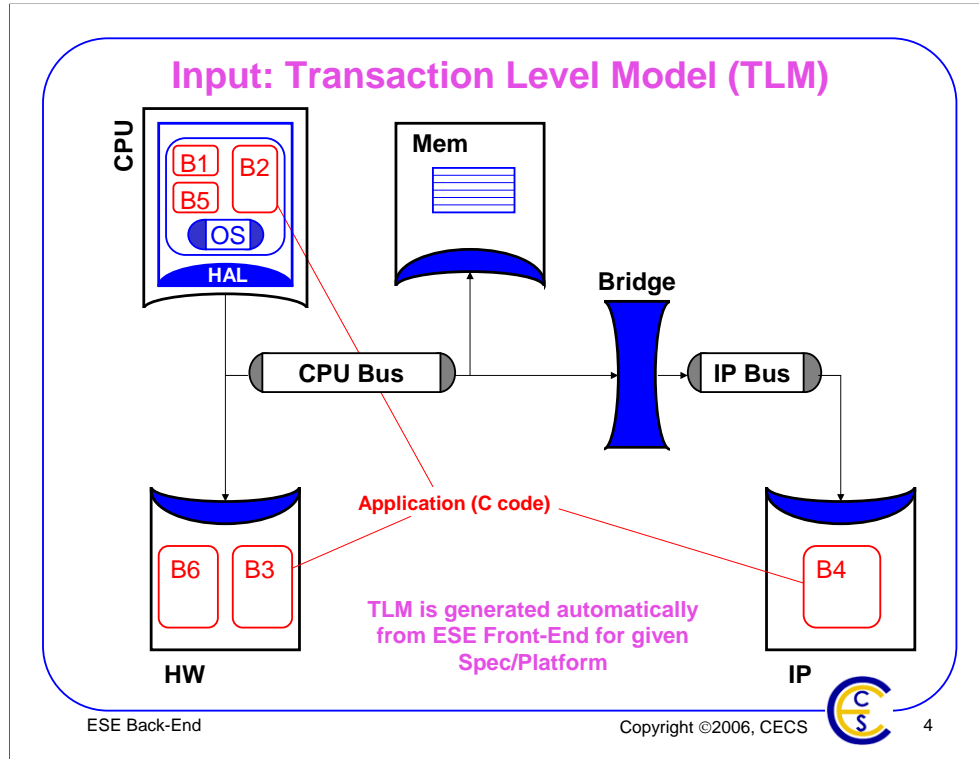 Input: Transaction Level Model (TLM)
CPU
B1
B2
B5
OS
HAL
Mem
Bridge
CPU Bus
IP Bus
Application (C code)
B6
B3
B4
TLM is generated automatically
from ESE Front-End for given
Spec/Platform
HW
IP
ESE Back-End
Copyright ©2006, CECS
C
E
S
4